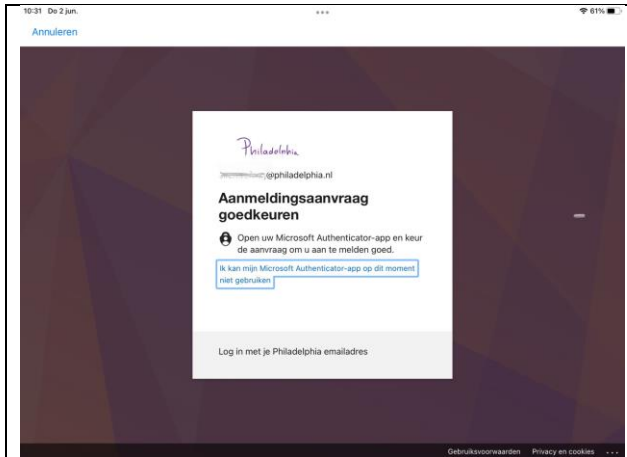 10:31 Do 2 jun.
61%
Annuleren
Philadelphia
@philadelphia.nl
Aanmeldingsaanvraag
goedkeuren
Open uw Microsoft Authenticator-app en keur
de aanvraag om u aan te melden goed.
Ik kan mijn Microsoft Authenticator-app op dit moment
niet gebruiken
Log in met je Philadelphia emailadres
Gebruiksvoorwaarden Privacy en cookies ...